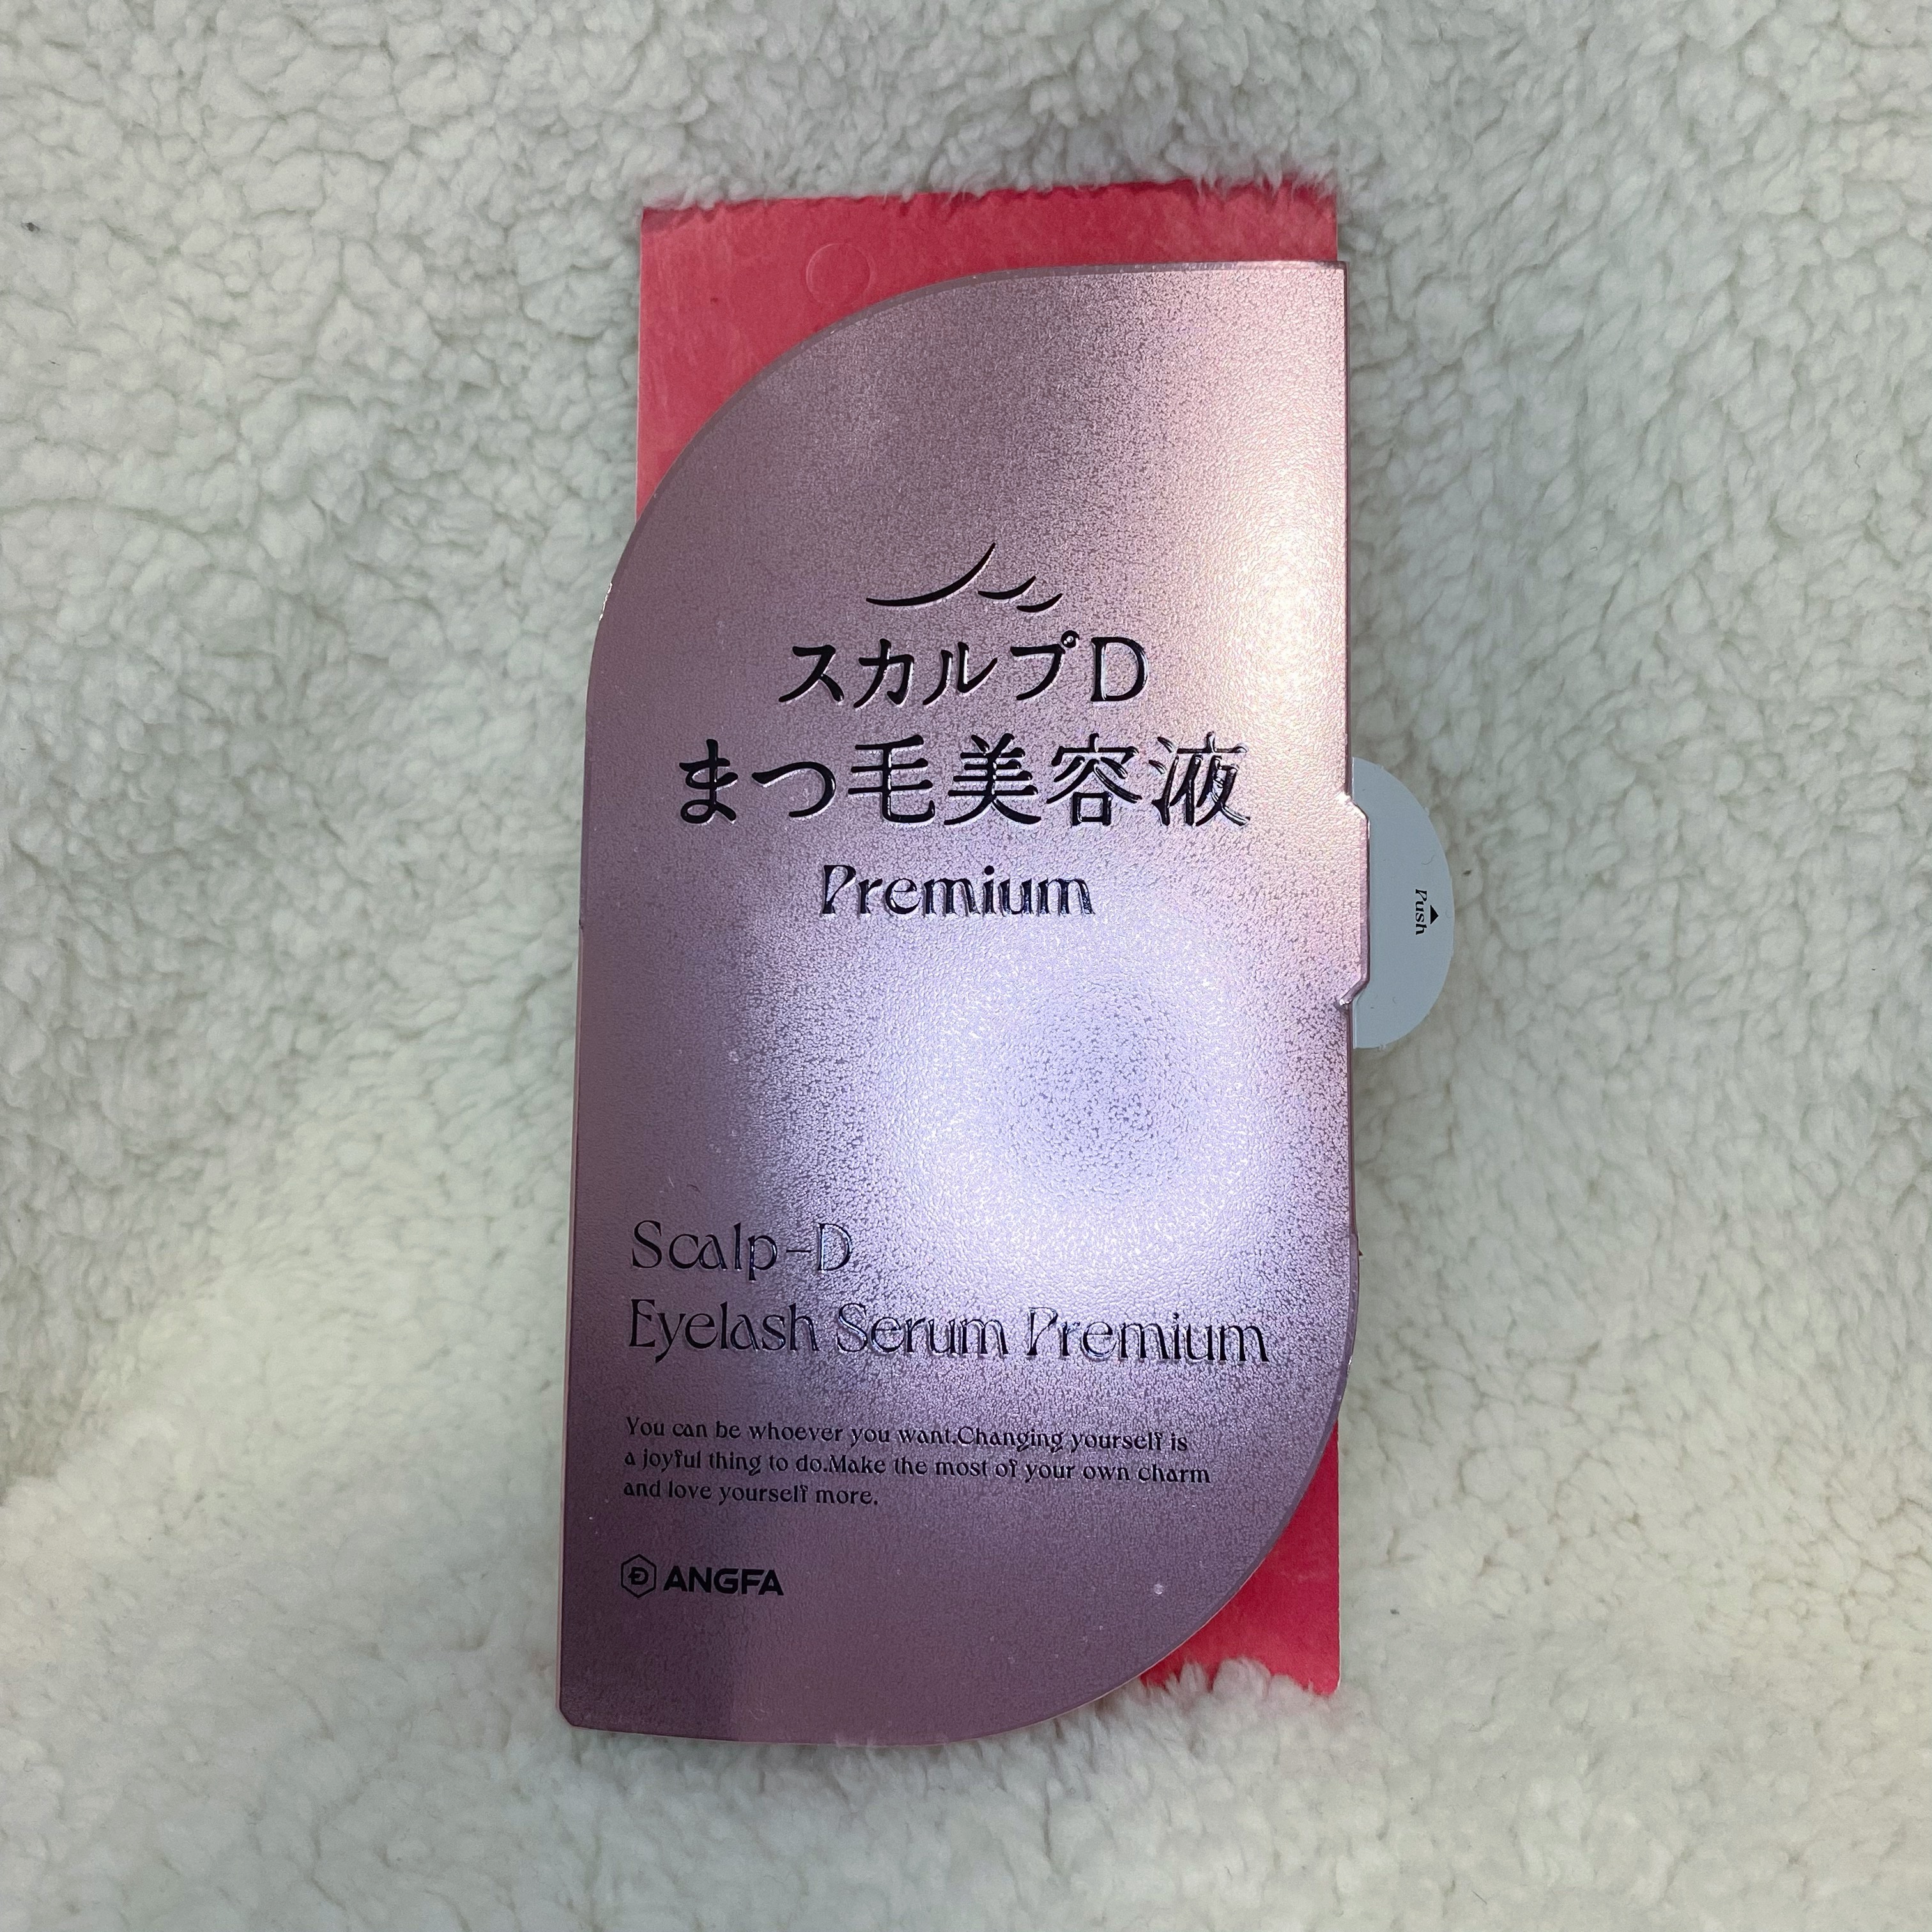 スカルプD
まつ毛美容液
Premium
Push
Scalp-D
Eyelash Serum Premium
You can be whoever you want.Changing yourself is
a joyful thing to do.Make the most of your own charm
and love yourself more.
ANGFA